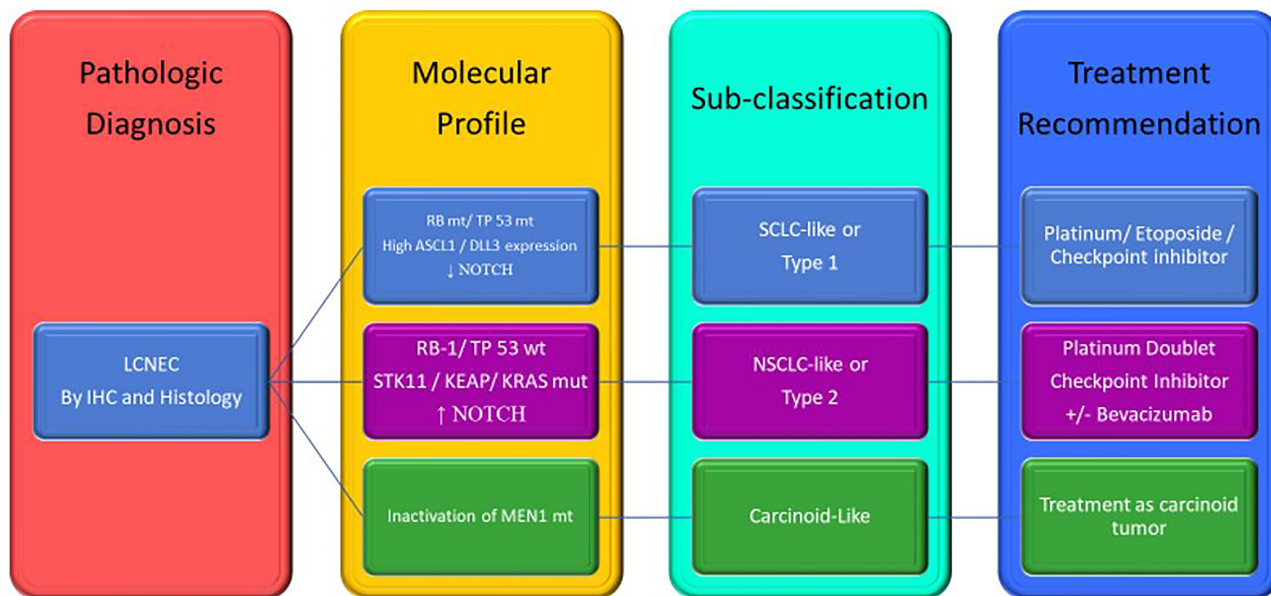 Pathologic
Diagnosis
LCNEC
By IHC and Histology
Molecular
Profile
RB mt/ TP 53 mt
High ASCL1 / DLL3 expression
↓ NOTCH
RB-1/ TP 53 wt
STK11 / KEAP/ KRAS mut
↑ NOTCH
Inactivation of MEN1 mt
Sub-classification
SCLC-like or
Type 1
NSCLC-like or
Type 2
Carcinoid-Like
Treatment
Recommendation
Platinum/ Etoposide /
Checkpoint inhibitor
Platinum Doublet
Checkpoint Inhibitor
+/- Bevacizumab
Treatment as carcinoid
tumor